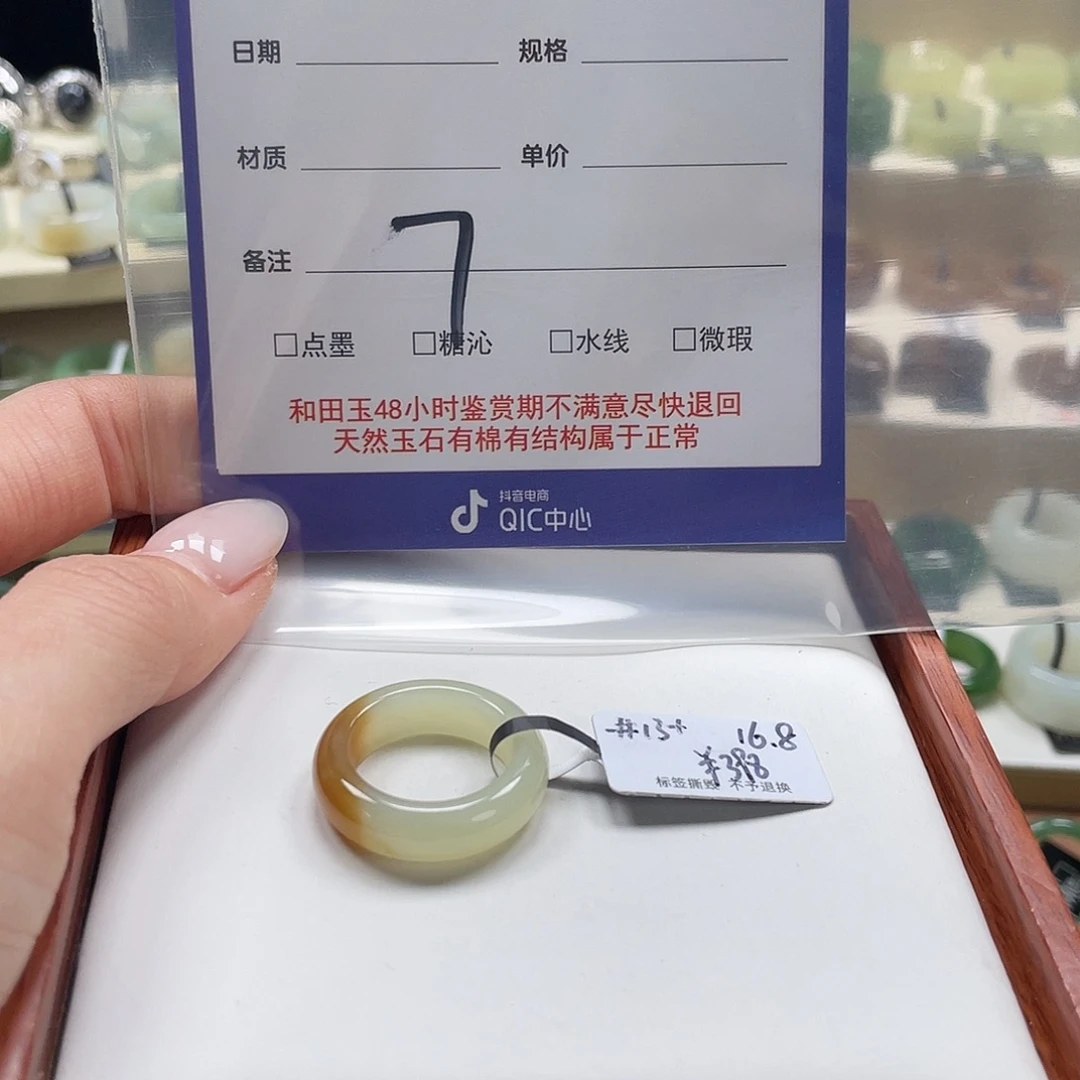 日期 规格
材质 单价
7
备注
□点墨 □糖沁 □水线 □微瑕
和田玉48小时鉴赏期不满意尽快退回
天然玉石有棉有结构属于正常
抖音电商
QIC中心
#13+ 16.8
¥398
标签撕毁 不予退换